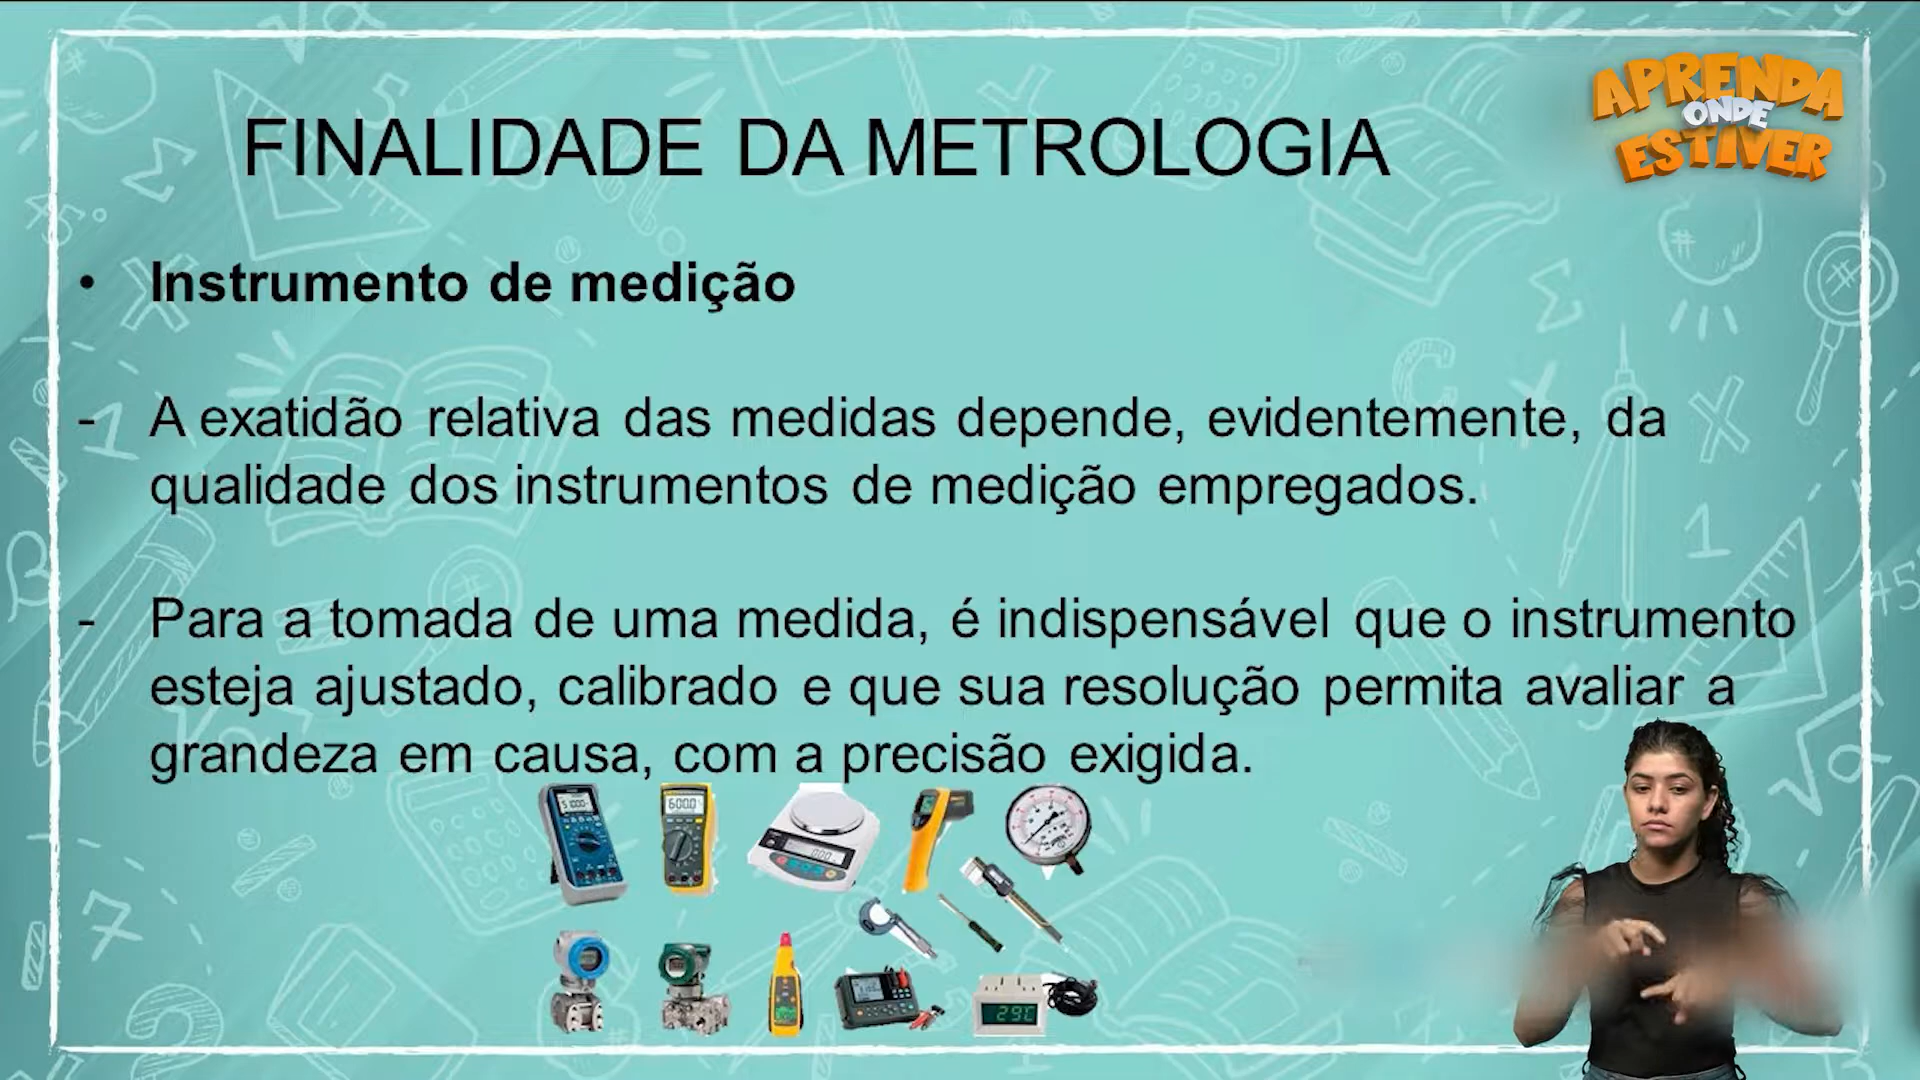 APRENDA
ONDE
ESTIVER
FINALIDADE DA METROLOGIA
• Instrumento de medição
- A exatidão relativa das medidas depende, evidentemente, da
qualidade dos instrumentos de medição empregados.
- Para a tomada de uma medida, é indispensável que o instrumento
esteja ajustado, calibrado e que sua resolução permita avaliar a
grandeza em causa, com a precisão exigida.